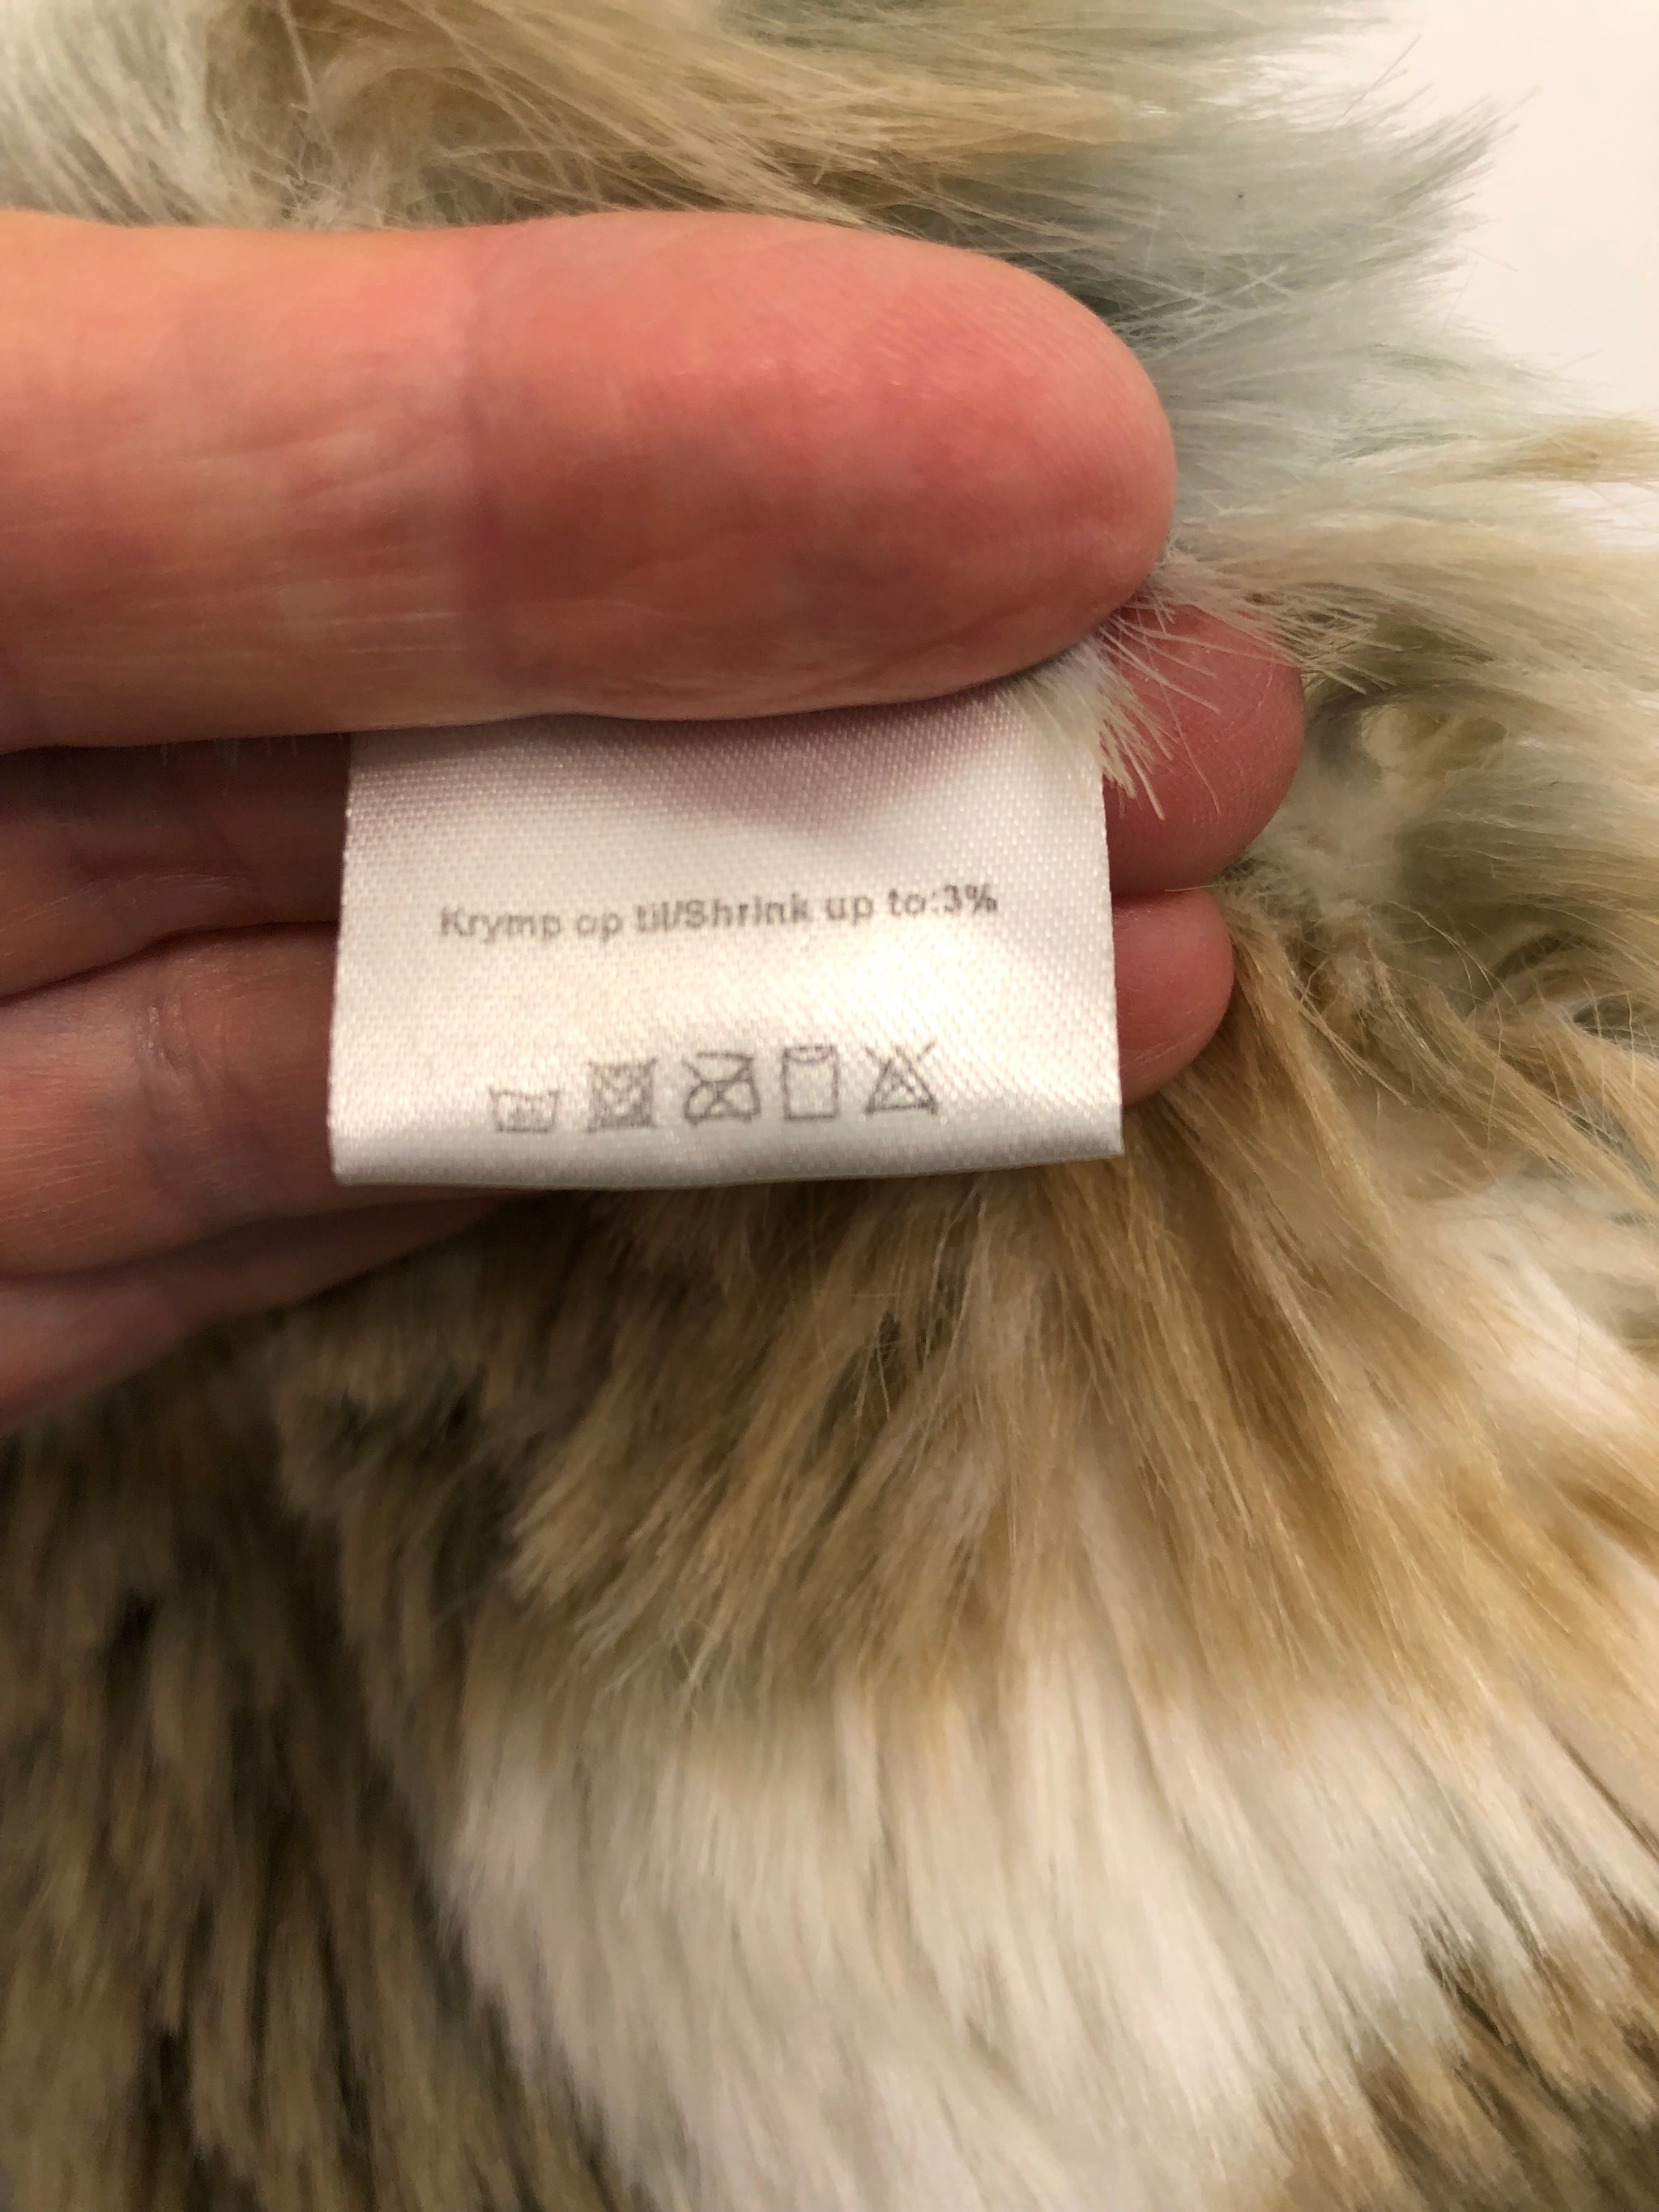 Krymp op til/Shrink up to:3%